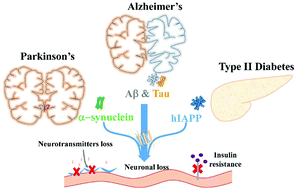 Alzheimer's
Parkinson's
Aβ & Tau
Type II Diabetes
α–synuclein
hIAPP
Neurotransmitters loss
Neuronal loss
Insulin
resistance